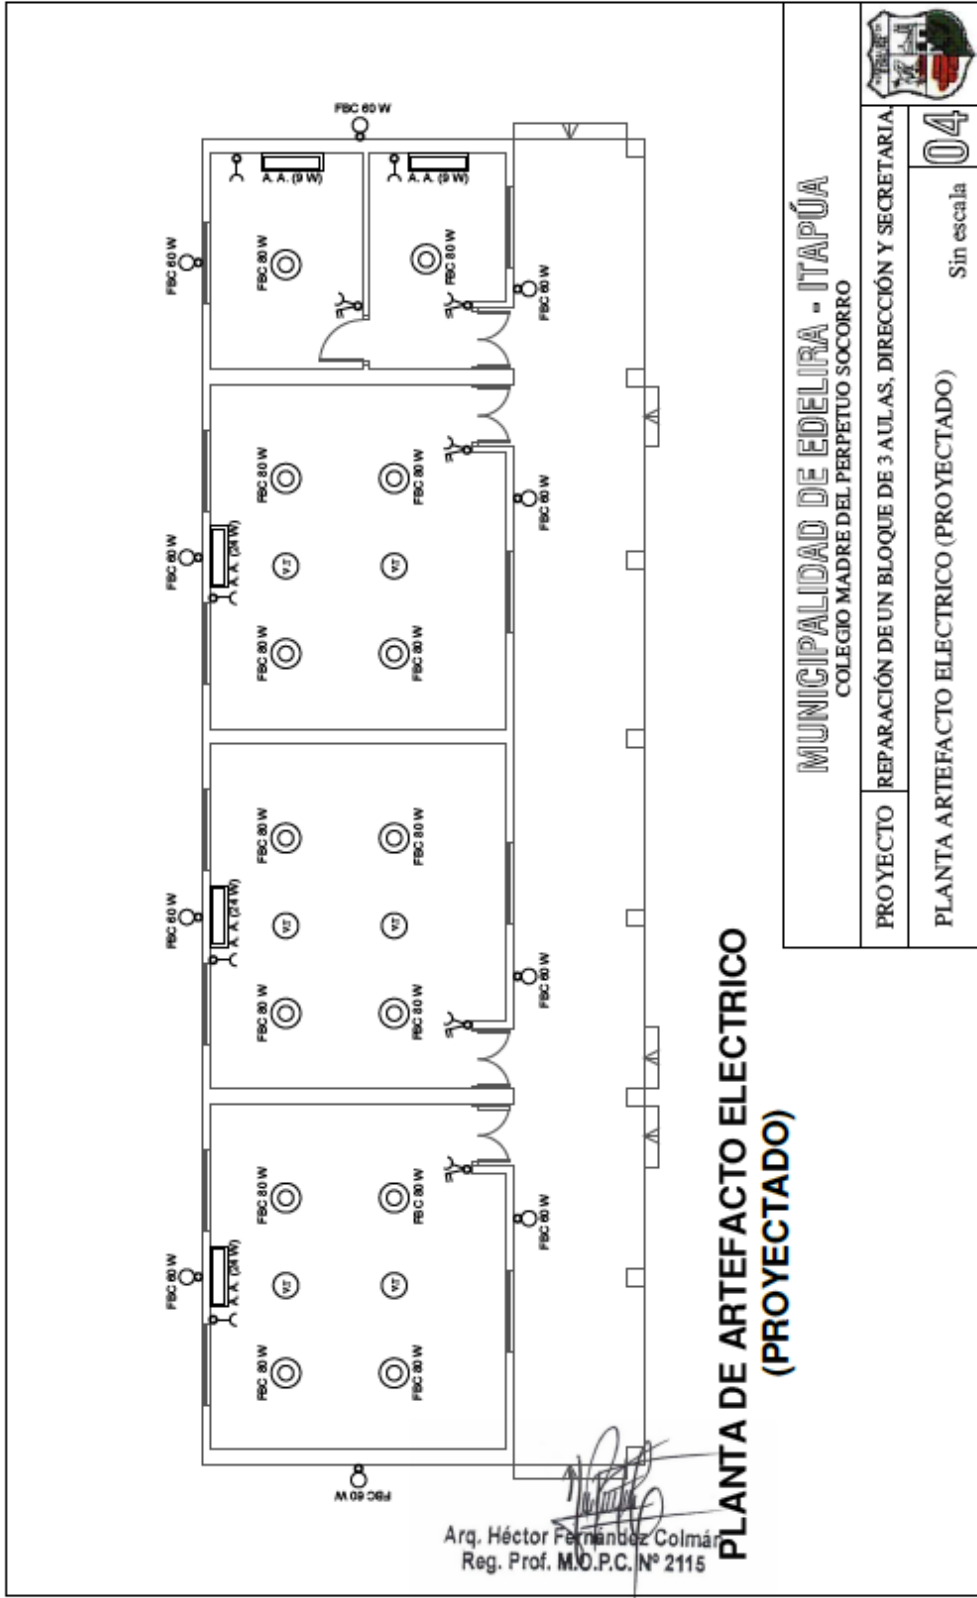 MUNICIPALIDAD DE EDELIRA - ITAPÚA
COLEGIO MADRE DEL PERPETUO SOCORRO
PROYECTO
REPARACIÓN DE UN BLOQUE DE 3 AULAS, DIRECCIÓN Y SECRETARIA.
PLANTA ARTEFACTO ELECTRICO (PROYECTADO)
Sin escala
04
PLANTA DE ARTEFACTO ELECTRICO
(PROYECTADO)
Arq. Héctor Fernández Colmán
Reg. Prof. M.O.P.C. Nº 2115
FBC 60 W
FBC 60 W
FBC 60 W
FBC 60 W
FBC 60 W
FBC 60 W
A. A. (24 W)
A. A. (24 W)
A. A. (24 W)
A. A. (9 W)
A. A. (9 W)
FBC 80 W
FBC 80 W
FBC 80 W
FBC 80 W
FBC 80 W
FBC 80 W
FBC 80 W
V.T
V.T
V.T
V.T
V.T
V.T
FBC 80 W
FBC 80 W
FBC 80 W
FBC 80 W
FBC 80 W
FBC 80 W
FBC 80 W
FBC 60 W
FBC 60 W
FBC 60 W
FBC 60 W